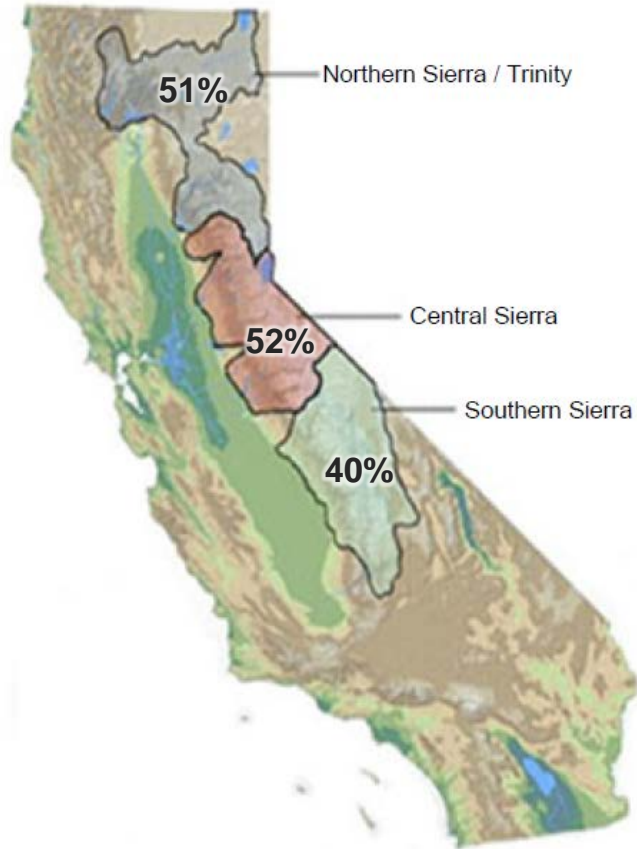 51%
Northern Sierra / Trinity
Central Sierra
52%
Southern Sierra
40%